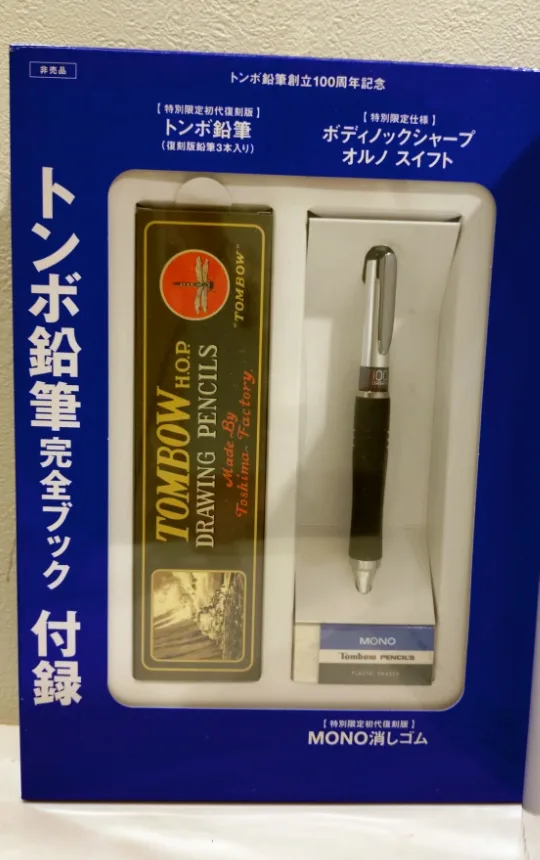 非売品
トンボ鉛筆創立100周年記念
【特別限定初代復刻版】
トンボ鉛筆
(復刻版鉛筆3本入り)
【特別限定仕様】
ボディノックシャープ
オルノ スイフト
トンボ鉛筆完全ブック 付録
"TOMBOW"
TOMBOW H.O.P.
DRAWING PENCILS
Made By
Toshima Factory.
100
MONO
Tombow PENCILS
PLASTIC ERASER
【特別限定初代復刻版】
MONO消しゴム